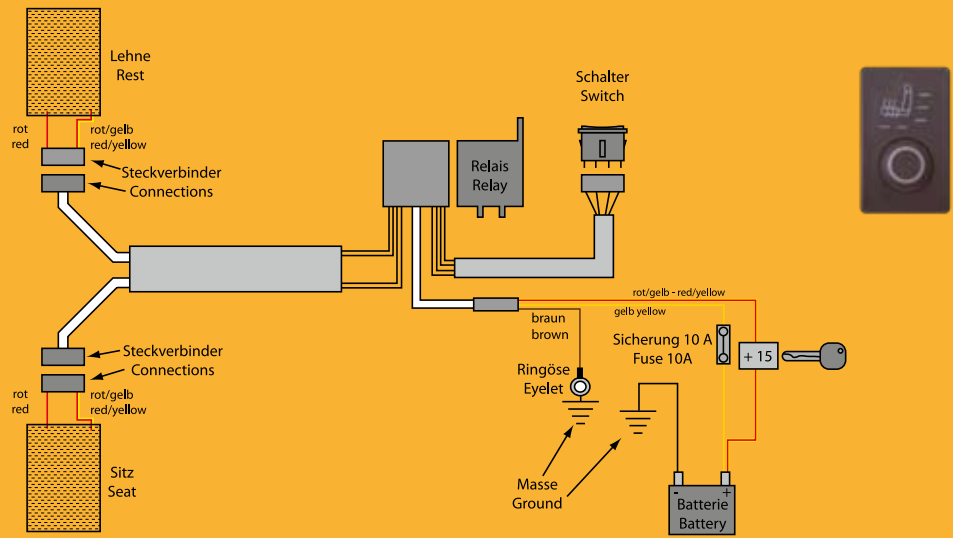 Lehne
Rest
rot
red
rot/gelb
red/yellow
Steckverbinder
Connections
Relais
Relay
Schalter
Switch
rot/gelb - red/yellow
gelb yellow
braun
brown
Sicherung 10 A
Fuse 10A
+ 15
Ringöse
Eyelet
Steckverbinder
Connections
rot
red
rot/gelb
red/yellow
Sitz
Seat
Masse
Ground
- +
Batterie
Battery